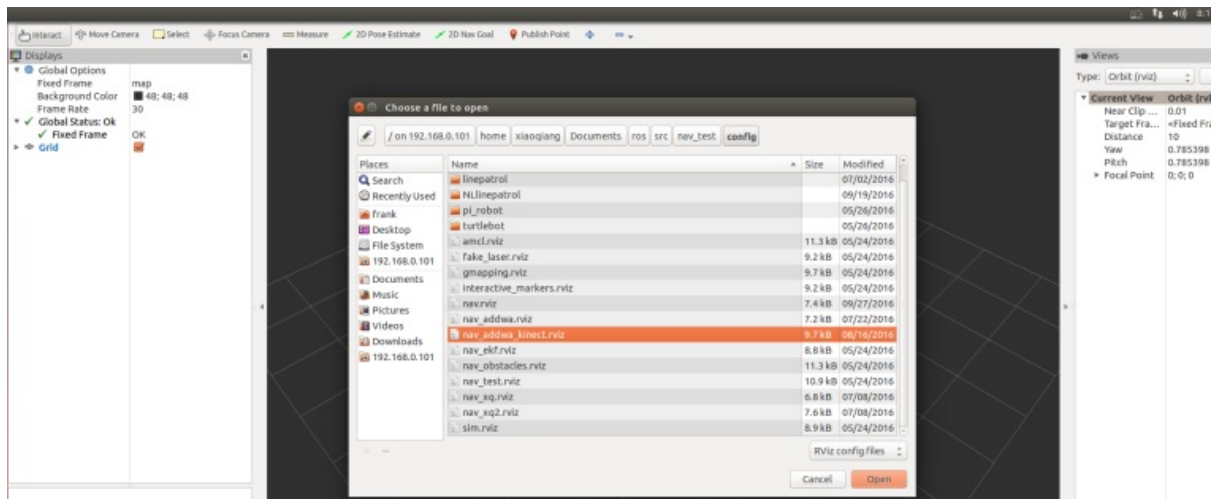 Interact Move Camera Select Focus Camera Measure 2D Pose Estimate 2D Nav Goal Publish Point
Displays
Global Options
Fixed Frame map
Background Color 48; 48; 48
Frame Rate 30
Global Status: Ok
Fixed Frame OK
Grid
Choose a file to open
/ on 192.168.0.101 home xiaoqiang Documents ros src nav_test config
Places
Search
Recently Used
frank
Desktop
File System
192.168.0.101
Documents
Music
Pictures
Videos
Downloads
192.168.0.101
Name Size Modified
linepatrol 07/02/2016
NLlinepatrol 09/19/2016
pi_robot 05/26/2016
turtlebot 05/26/2016
amcl.rviz 11.3 kB 05/24/2016
fake_laser.rviz 9.2 kB 05/24/2016
gmapping.rviz 9.7 kB 05/24/2016
interactive_markers.rviz 9.2 kB 05/24/2016
nav.rviz 7.4 kB 09/27/2016
nav_addwa.rviz 7.2 kB 07/22/2016
nav_addwa_kinect.rviz 9.7 kB 08/16/2016
nav_ekf.rviz 8.8 kB 05/24/2016
nav_obstacles.rviz 11.3 kB 05/24/2016
nav_test.rviz 10.9 kB 05/24/2016
nav_xq.rviz 6.8 kB 07/08/2016
nav_xq2.rviz 7.6 kB 07/08/2016
sim.rviz 8.9 kB 05/24/2016
RViz config files
Cancel Open
Views
Type: Orbit (rviz)
Current View Orbit (rvi
Near Clip ... 0.01
Target Fra... <Fixed Fra
Distance 10
Yaw 0.785398
Pitch 0.785398
Focal Point 0; 0; 0